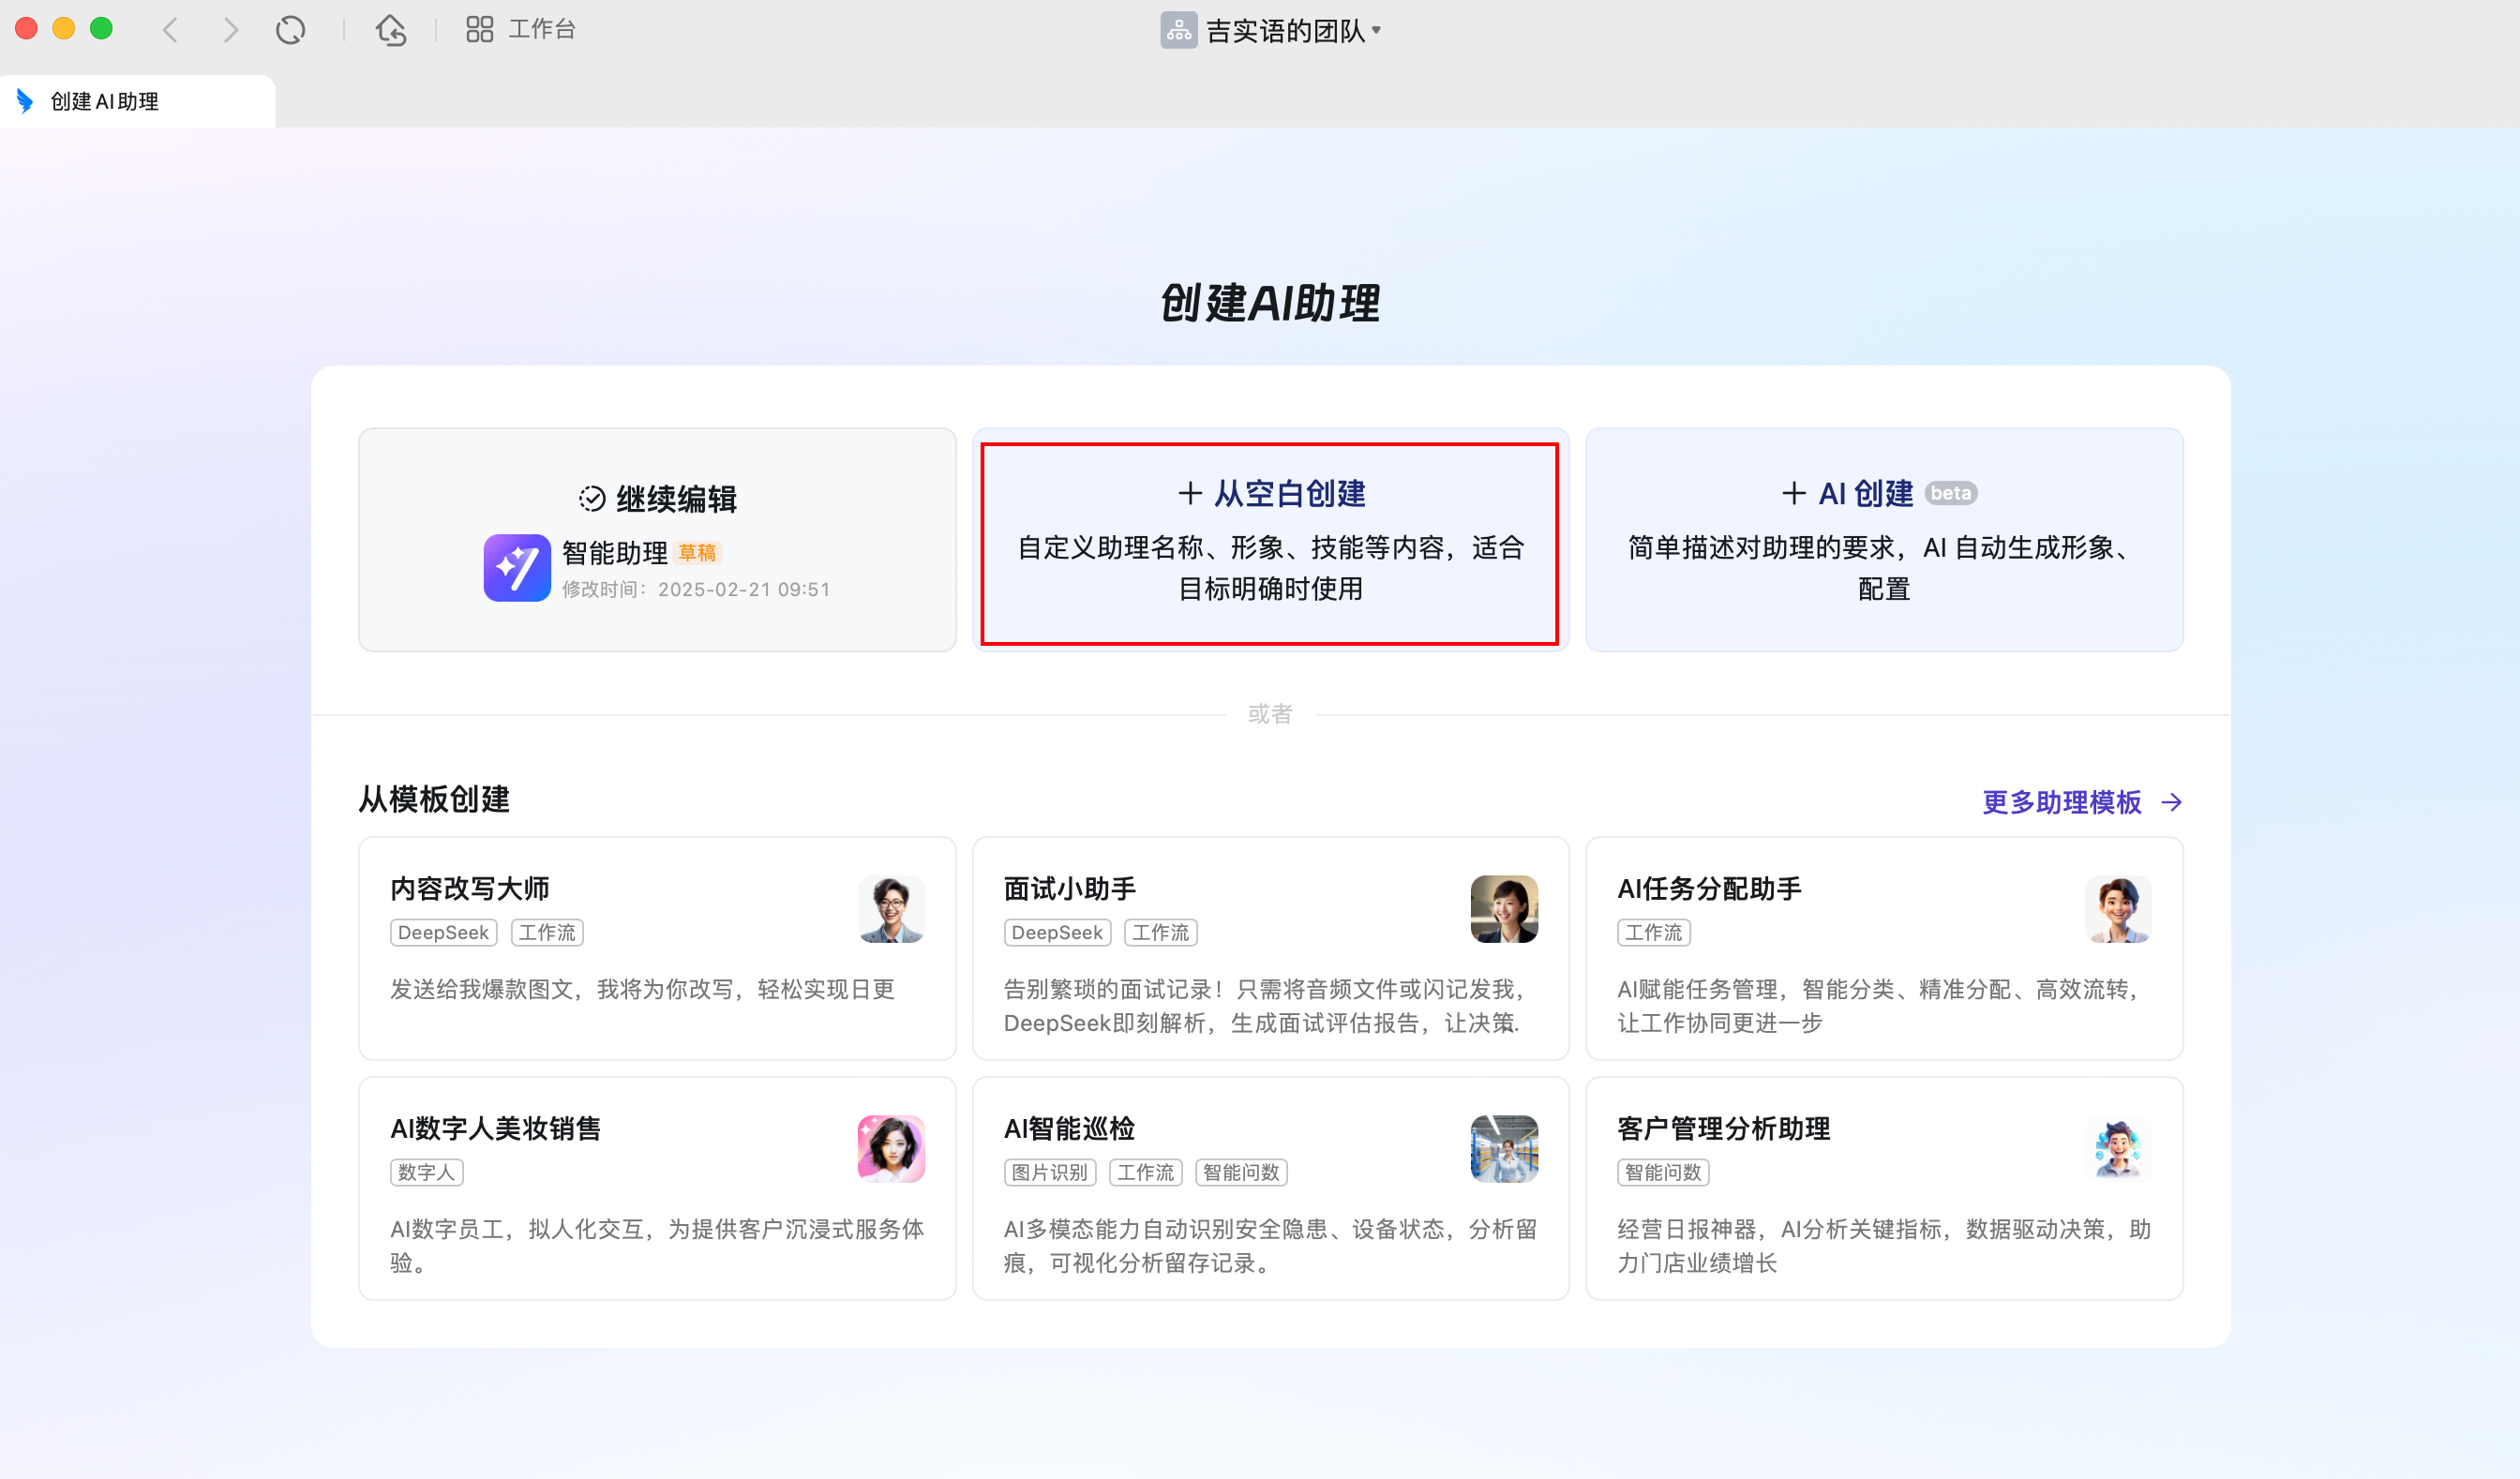 工作台
吉实语的团队
创建AI助理
创建AI助理
继续编辑
智能助理 草稿
修改时间：2025-02-21 09:51
从空白创建
自定义助理名称、形象、技能等内容，适合
目标明确时使用
AI 创建 beta
简单描述对助理的要求，AI 自动生成形象、
配置
或者
从模板创建
更多助理模板
内容改写大师
DeepSeek 工作流
发送给我爆款图文，我将为你改写，轻松实现日更
面试小助手
DeepSeek 工作流
告别繁琐的面试记录！只需将音频文件或闪记发我，
DeepSeek即刻解析，生成面试评估报告，让决策.
AI任务分配助手
工作流
AI赋能任务管理，智能分类、精准分配、高效流转，
让工作协同更进一步
AI数字人美妆销售
数字人
AI数字员工，拟人化交互，为提供客户沉浸式服务体
验。
AI智能巡检
图片识别 工作流 智能问数
AI多模态能力自动识别安全隐患、设备状态，分析留
痕，可视化分析留存记录。
客户管理分析助理
智能问数
经营日报神器，AI分析关键指标，数据驱动决策，助
力门店业绩增长